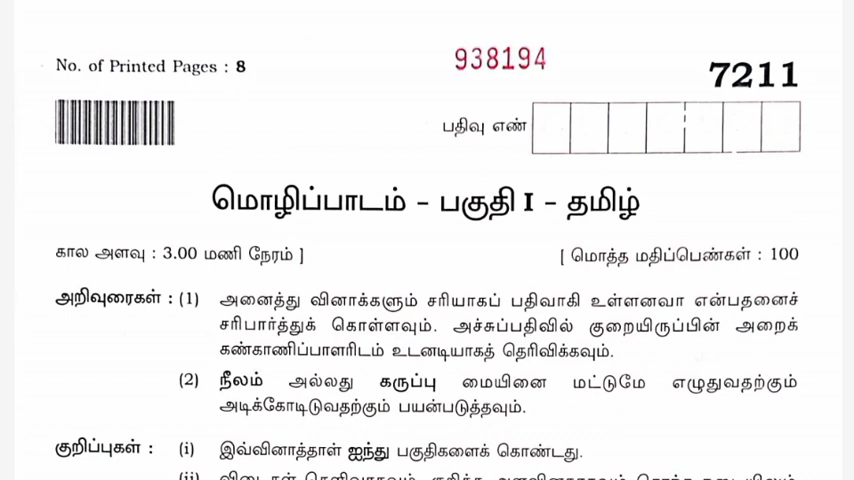 No. of Printed Pages : 8
938194
7211
பதிவு எண்
மொழிப்பாடம் – பகுதி I – தமிழ்
கால அளவு : 3.00 மணி நேரம் ]
[ மொத்த மதிப்பெண்கள் : 100
அறிவுரைகள் : (1) அனைத்து வினாக்களும் சரியாகப் பதிவாகி உள்ளனவா என்பதனைச்
சரிபார்த்துக் கொள்ளவும். அச்சுப்பதிவில் குறையிருப்பின் அறைக்
கண்காணிப்பாளரிடம் உடனடியாகத் தெரிவிக்கவும்.
(2) நீலம் அல்லது கருப்பு மையினை மட்டுமே எழுதுவதற்கும்
அடிக்கோடிடுவதற்கும் பயன்படுத்தவும்.
குறிப்புகள் : (i) இவ்வினாத்தாள் ஐந்து பகுதிகளைக் கொண்டது.
(ii)